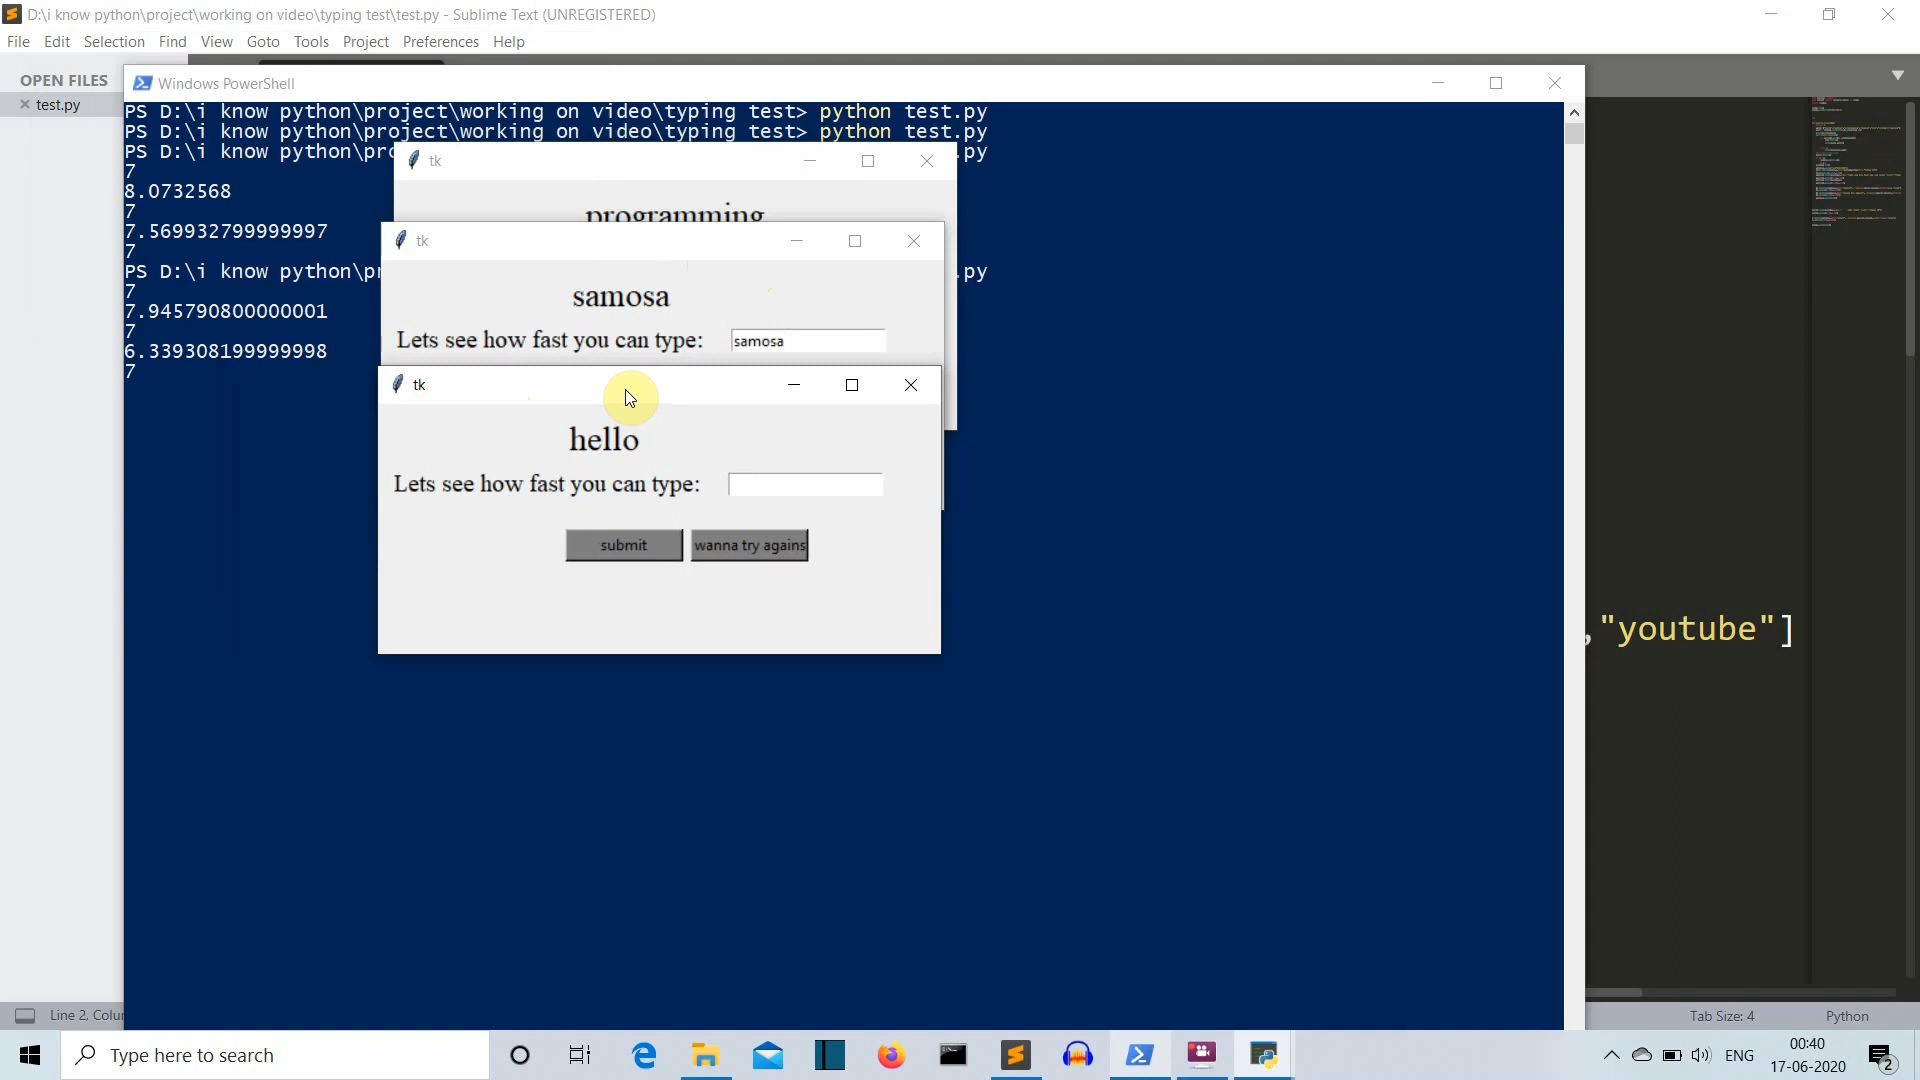 D:\i know python\project\working on video\typing test\test.py - Sublime Text (UNREGISTERED)
File Edit Selection Find View Goto Tools Project Preferences Help
OPEN FILES
test.py
Windows PowerShell
PS D:\i know python\project\working on video\typing test> python test.py
PS D:\i know python\project\working on video\typing test> python test.py
PS D:\i know python\pro .py
7
8.0732568
7
7.569932799999997
7
PS D:\i know python\p .py
7
7.945790800000001
7
6.339308199999998
7
tk
programming
tk
samosa
Lets see how fast you can type: samosa
tk
hello
Lets see how fast you can type:
submit wanna try agains
,"youtube"]
Line 2, Colu
Tab Size: 4 Python
Type here to search
ENG
00:40
17-06-2020
2